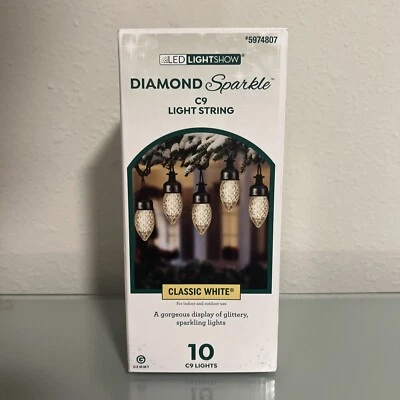 #5974807
LED LIGHTSHOW®
DIAMOND Sparkle™
C9
LIGHT STRING
CLASSIC WHITE®
For indoor and outdoor use
A gorgeous display of glittery,
sparkling lights
10
C9 LIGHTS
G
GEMMY